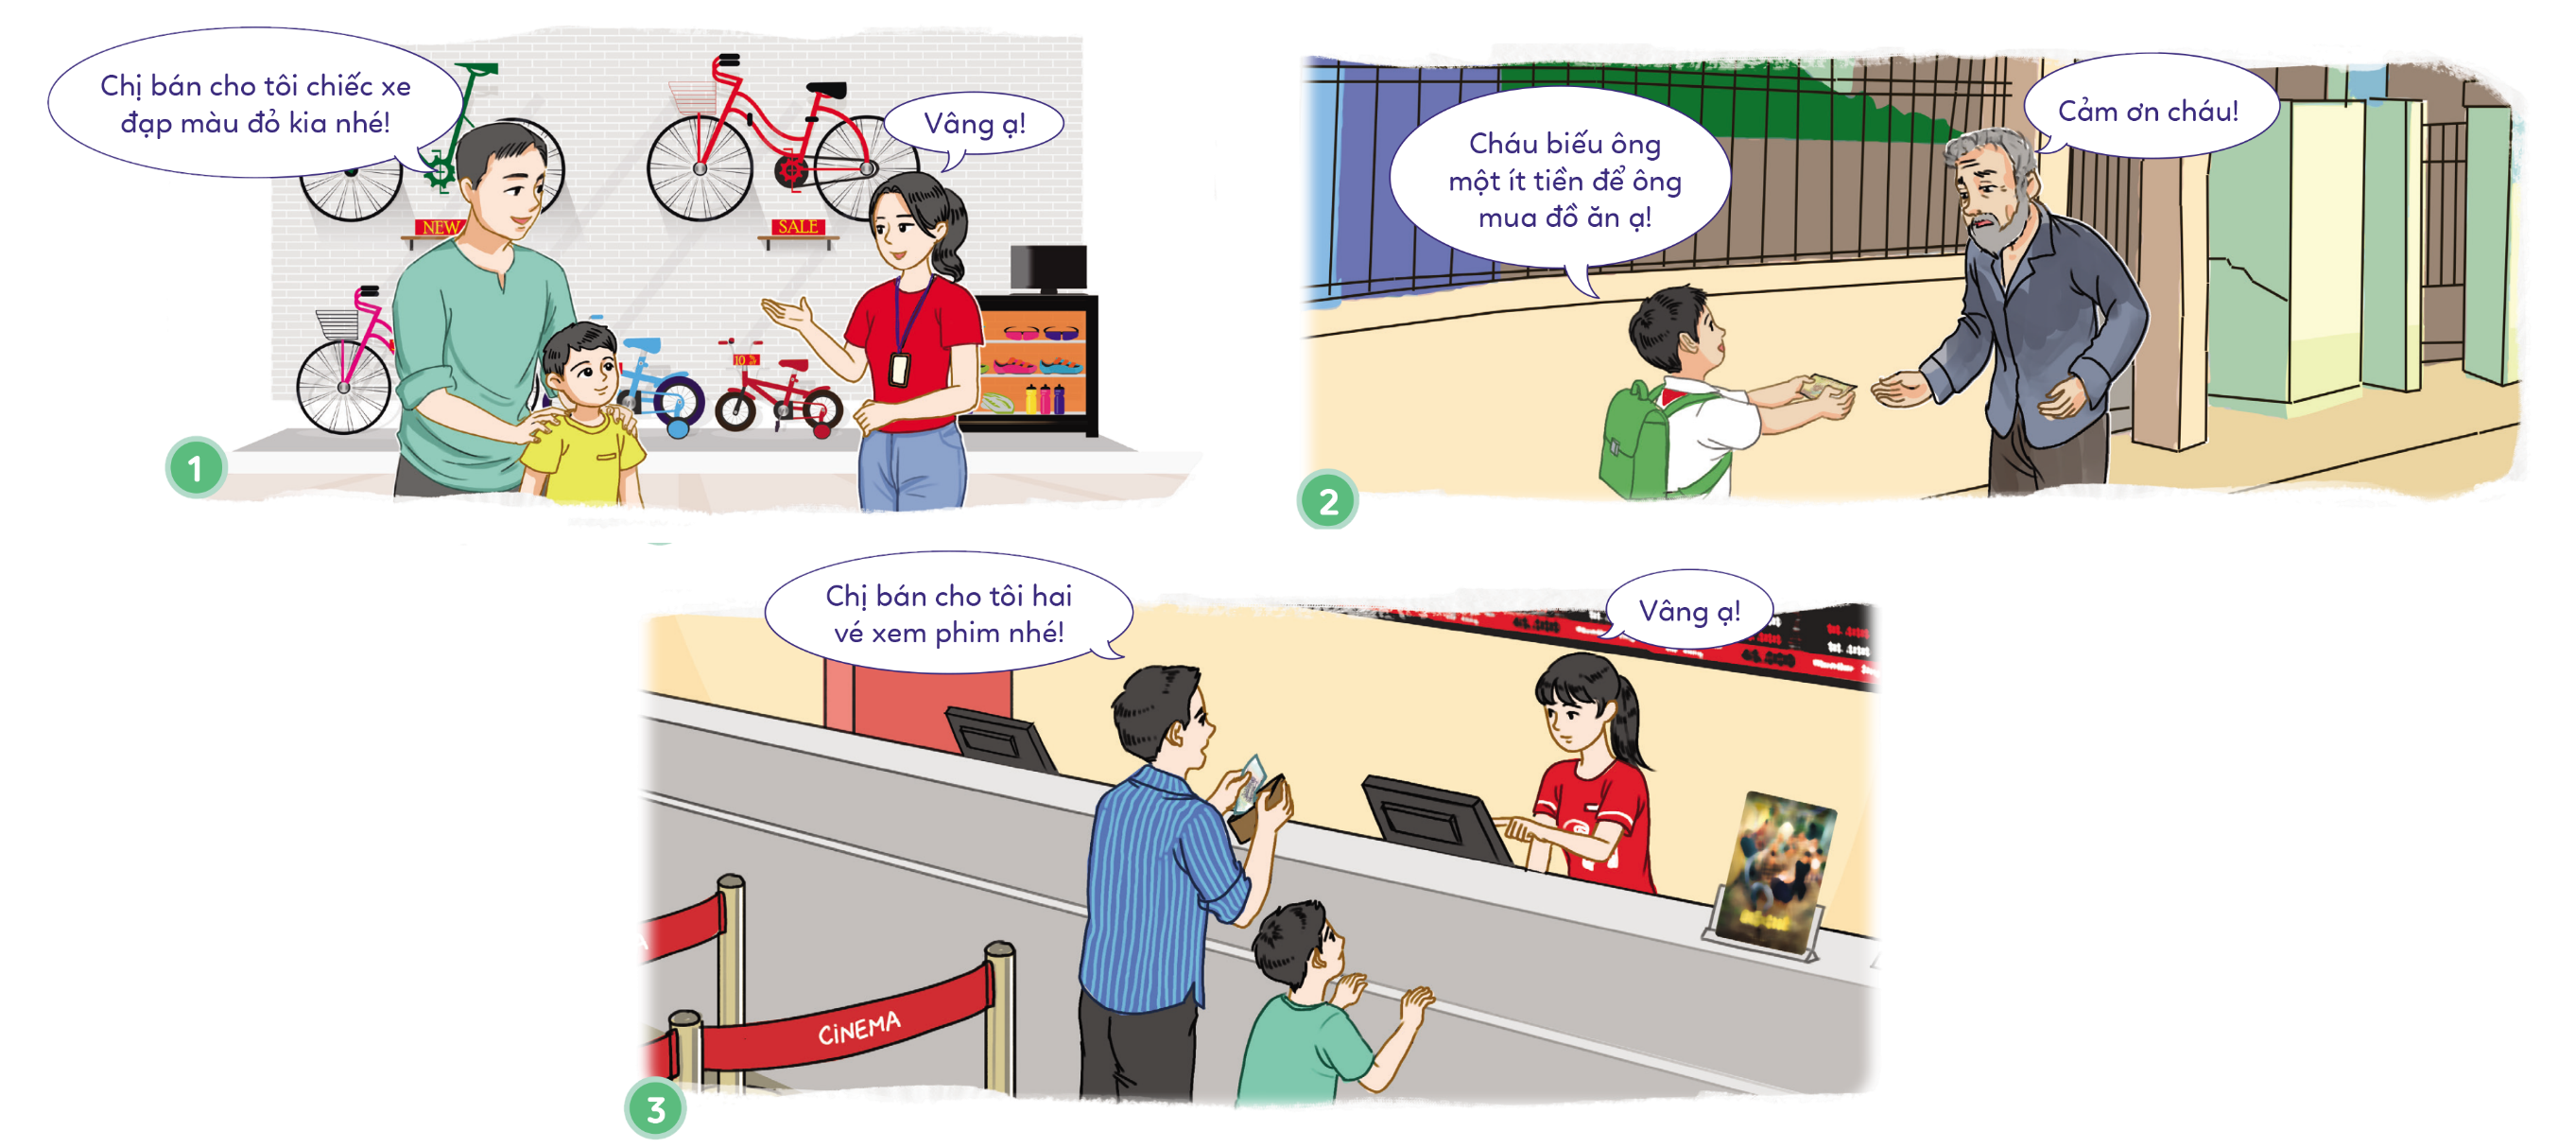 Chị bán cho tôi chiếc xe
đạp màu đỏ kia nhé!
Vâng ạ!
NEW
SALE
10 %
1
Cháu biếu ông
một ít tiền để ông
mua đồ ăn ạ!
Cảm ơn cháu!
2
Chị bán cho tôi hai
vé xem phim nhé!
Vâng ạ!
CINEMA
3